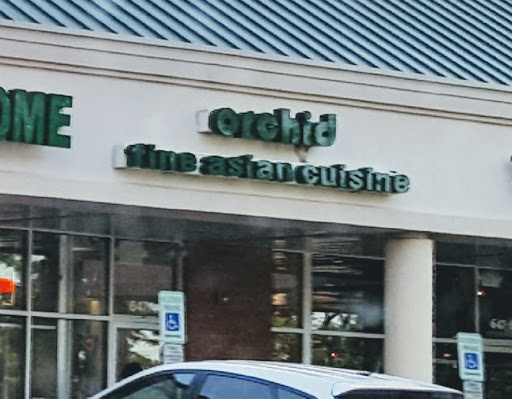 OME
orchid
fine asian cuisine